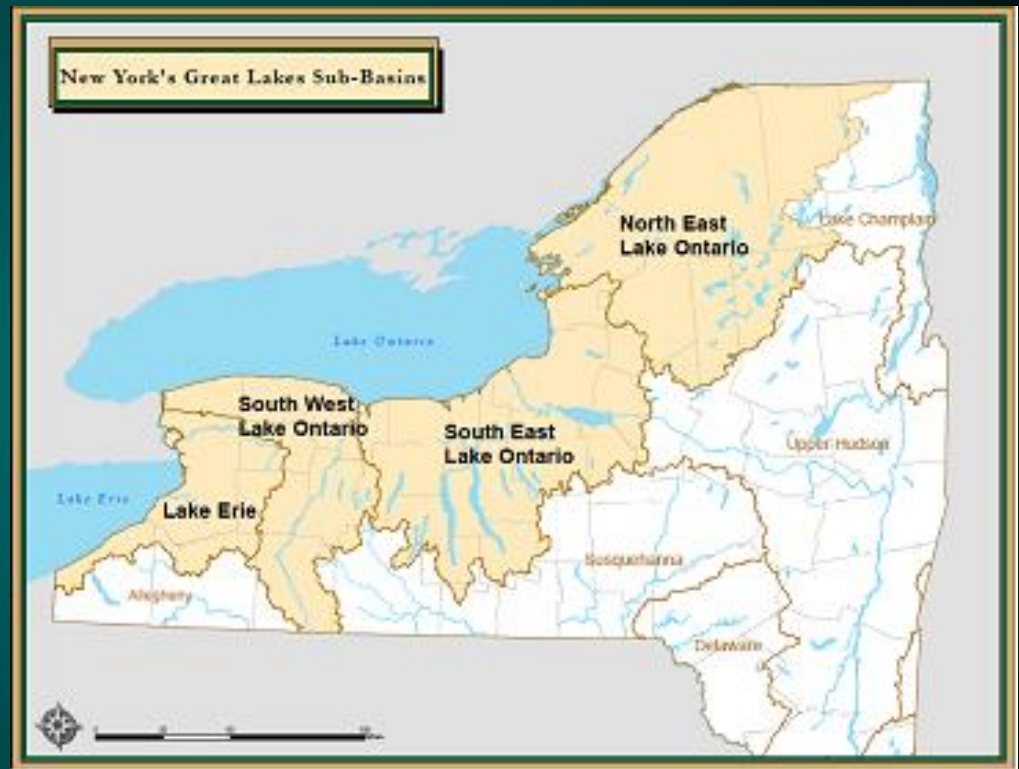 New York's Great Lakes Sub-Basins
North East
Lake Ontario
Lake Champlain
Lake Ontario
South West
Lake Ontario
South East
Lake Ontario
Upper Hudson
Lake Erie
Lake Erie
Susquehanna
Allegheny
Delaware